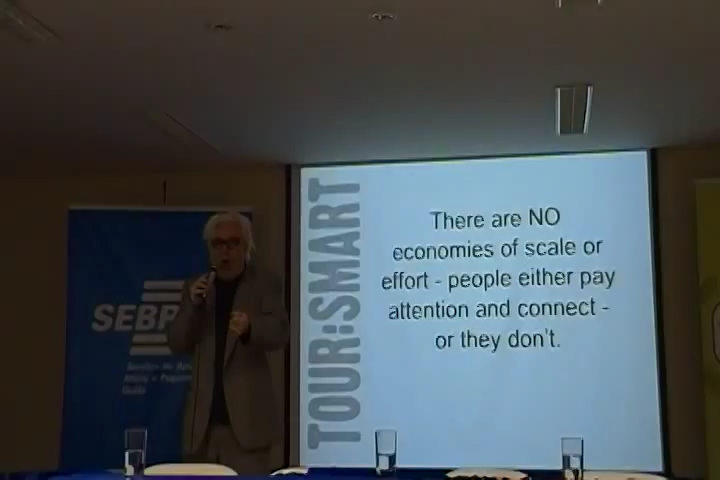 There are NO
economies of scale or
effort - people either pay
attention and connect -
or they don't.
TOUR:SMART